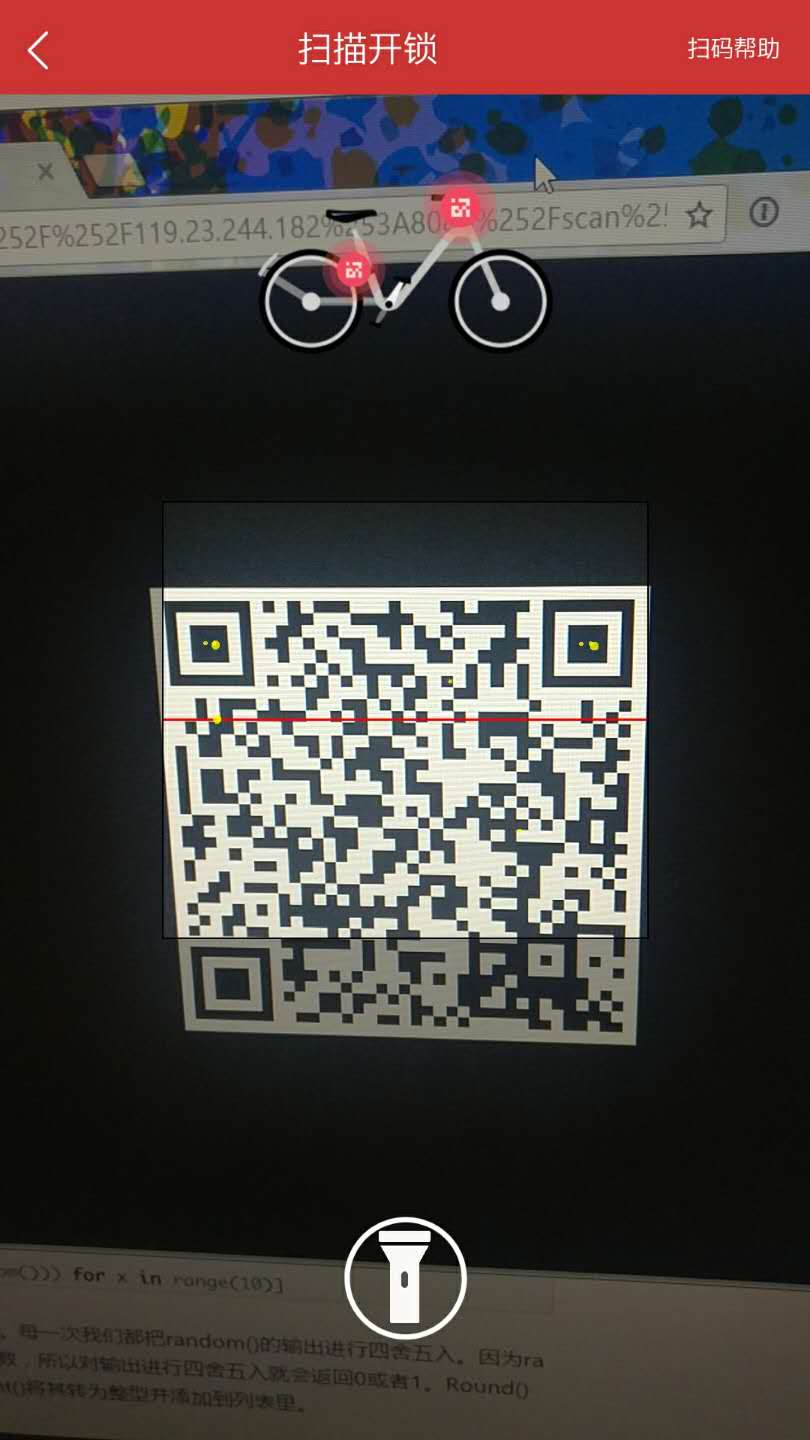 扫描开锁
扫码帮助
252F%252F119.23.244.182%253A80 %252Fscan%2
))) for x in range(10)]
。每一次我们都把random()的输出进行四舍五入。因为ra
数，所以对输出进行四舍五入就会返回0或者1。Round()
nt()将其转为整型并添加到列表里。